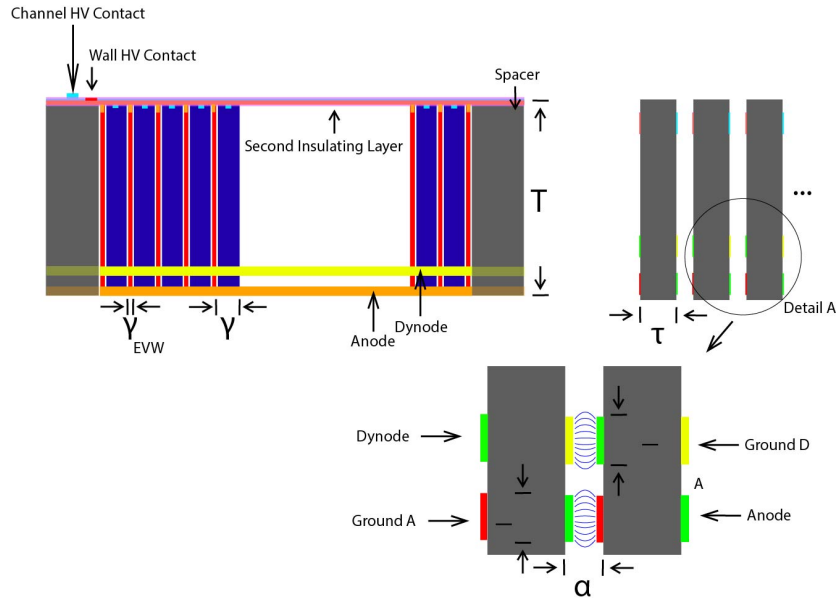 Channel HV Contact
Wall HV Contact
Spacer
Second Insulating Layer
T
...
γ
EVW
γ
Anode
Dynode
τ
Detail A
Dynode
Ground D
A
Ground A
Anode
α